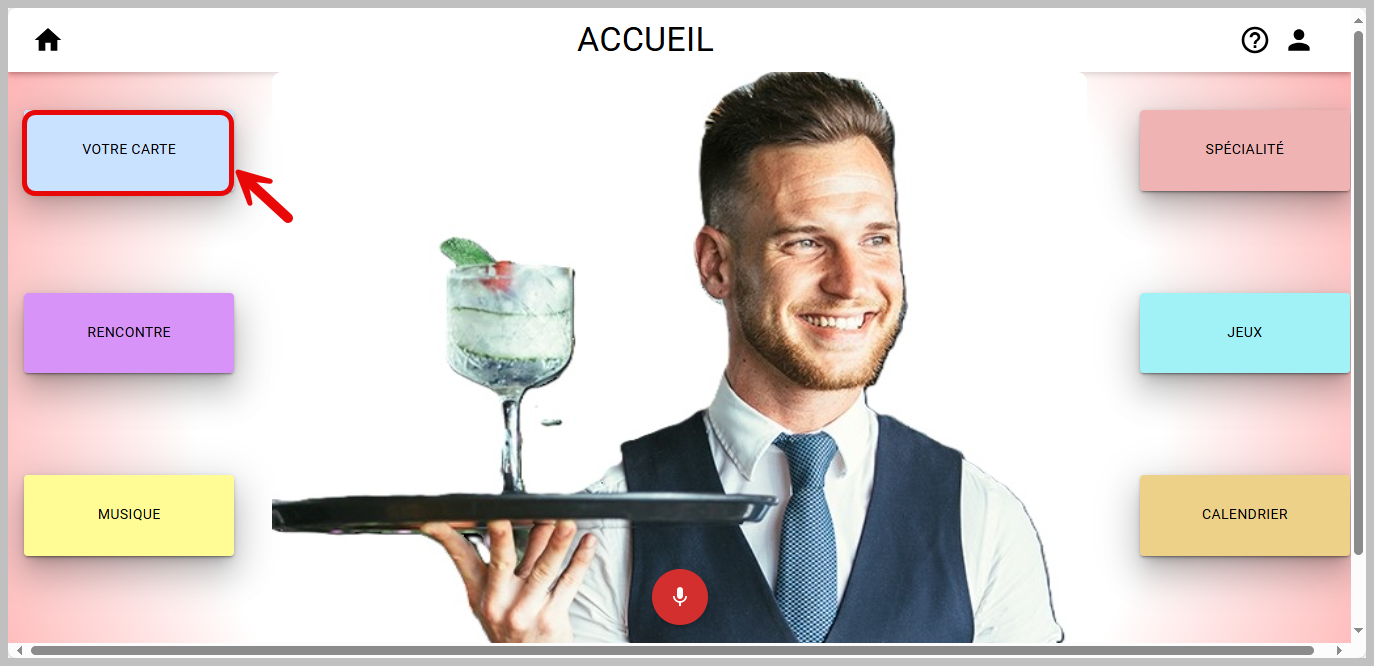 ACCUEIL
VOTRE CARTE
SPÉCIALITÉ
RENCONTRE
JEUX
MUSIQUE
CALENDRIER